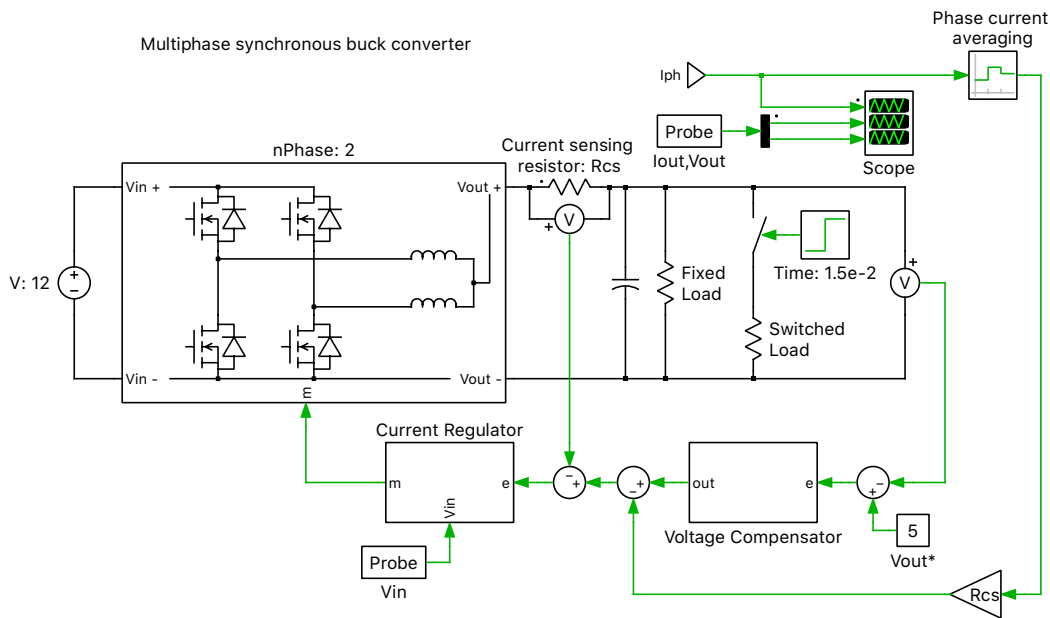 Phase current
averaging
Multiphase synchronous buck converter
Iph
Probe
Iout,Vout
Scope
nPhase: 2
Current sensing
resistor: Rcs
Vin +
Vout +
V
+
V: 12
+
−
Fixed
Load
Time: 1.5e-2
+
V
Switched
Load
Vin -
Vout -
m
Current Regulator
m
e
Vin
−
+
−
+
out
e
Voltage Compensator
−
+
5
Vout*
Probe
Vin
Rcs